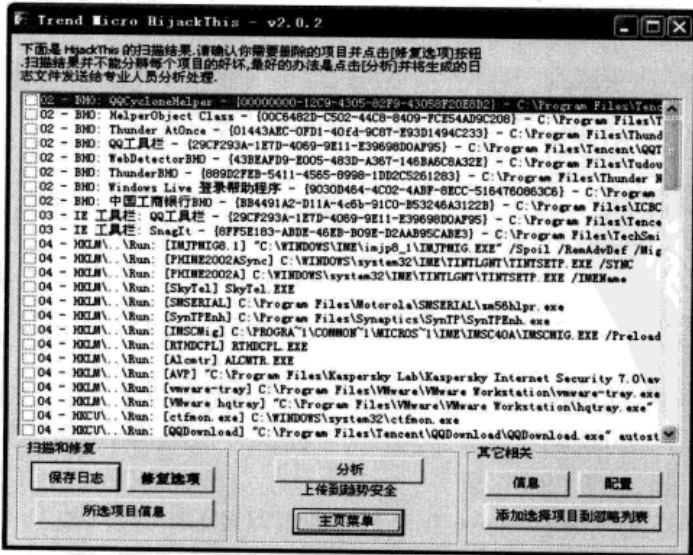 Trend Micro HijackThis - v2.0.2
下面是 HijackThis 的扫描结果.请确认你需要删除的项目并点击[修复选项]按钮
.扫描结果并不能分辨每个项目的好坏,最好的办法是点击[分析]并将生成的日
志文件发送给专业人员分析处理.
O2 - BHO: QQCycloneHelper - {00000000-12C9-4305-82F9-43058F20E8D2} - C:\Program Files\Tenc
O2 - BHO: HelperObject Class - {00C6482D-C502-44C8-8409-FCE54AD9C208} - C:\Program Files\T
O2 - BHO: Thunder AtOnce - {01443AEC-0FD1-40fd-9C87-E93D1494C233} - C:\Program Files\Thund
O2 - BHO: QQ工具栏 - {29CF293A-1E7D-4069-9E11-E39698D0AF95} - C:\Program Files\Tencent\QQT
O2 - BHO: WebDetectorBHO - {43BEAFD9-E005-483D-A367-146BA6C8A32E} - C:\Program Files\Tudou
O2 - BHO: ThunderBHO - {889D2FEB-5411-4565-8998-1DD2C5261283} - C:\Program Files\Thunder N
O2 - BHO: Windows Live 登录帮助程序 - {9030D464-4C02-4ABF-8ECC-5164760863C6} - C:\Program
O2 - BHO: 中国工商银行BHO - {BB4491A2-D11A-4c6b-91C0-B53246A3122B} - C:\Program Files\ICBC
O3 - IE 工具栏: QQ工具栏 - {29CF293A-1E7D-4069-9E11-E39698D0AF95} - C:\Program Files\Tence
O3 - IE 工具栏: SnagIt - {8FF5E183-ABDE-46EB-B09E-D2AAB95CABE3} - C:\Program Files\TechSmi
O4 - HKLM\..\Run: [IMJPMIG8.1] "C:\WINDOWS\IME\imjp8_1\IMJPMIG.EXE" /Spoil /RemAdvDef /Mig
O4 - HKLM\..\Run: [PHIME2002ASync] C:\WINDOWS\system32\IME\TINTLGNT\TINTSETP.EXE /SYNC
O4 - HKLM\..\Run: [PHIME2002A] C:\WINDOWS\system32\IME\TINTLGNT\TINTSETP.EXE /IMEName
O4 - HKLM\..\Run: [SkyTel] SkyTel.EXE
O4 - HKLM\..\Run: [SMSERIAL] C:\Program Files\Motorola\SMSERIAL\sm56hlpr.exe
O4 - HKLM\..\Run: [SynTPEnh] C:\Program Files\Synaptics\SynTP\SynTPEnh.exe
O4 - HKLM\..\Run: [IMSCMig] C:\PROGRA~1\COMMON~1\MICROS~1\IME\IMSC40A\IMSCMIG.EXE /Preload
O4 - HKLM\..\Run: [RTHDCPL] RTHDCPL.EXE
O4 - HKLM\..\Run: [Alcmtr] ALCMTR.EXE
O4 - HKLM\..\Run: [AVP] "C:\Program Files\Kaspersky Lab\Kaspersky Internet Security 7.0\av
O4 - HKLM\..\Run: [vmware-tray] C:\Program Files\VMware\VMware Workstation\vmware-tray.exe
O4 - HKLM\..\Run: [VMware hqtray] "C:\Program Files\VMware\VMware Workstation\hqtray.exe"
O4 - HKCU\..\Run: [ctfmon.exe] C:\WINDOWS\system32\ctfmon.exe
O4 - HKCU\..\Run: [QQDownload] "C:\Program Files\Tencent\QQDownload\QQDownload.exe" autost
扫描和修复
保存日志
修复选项
所选项目信息
分析
上传到趋势安全
主页菜单
其它相关
信息
配置
添加选择项目到忽略列表